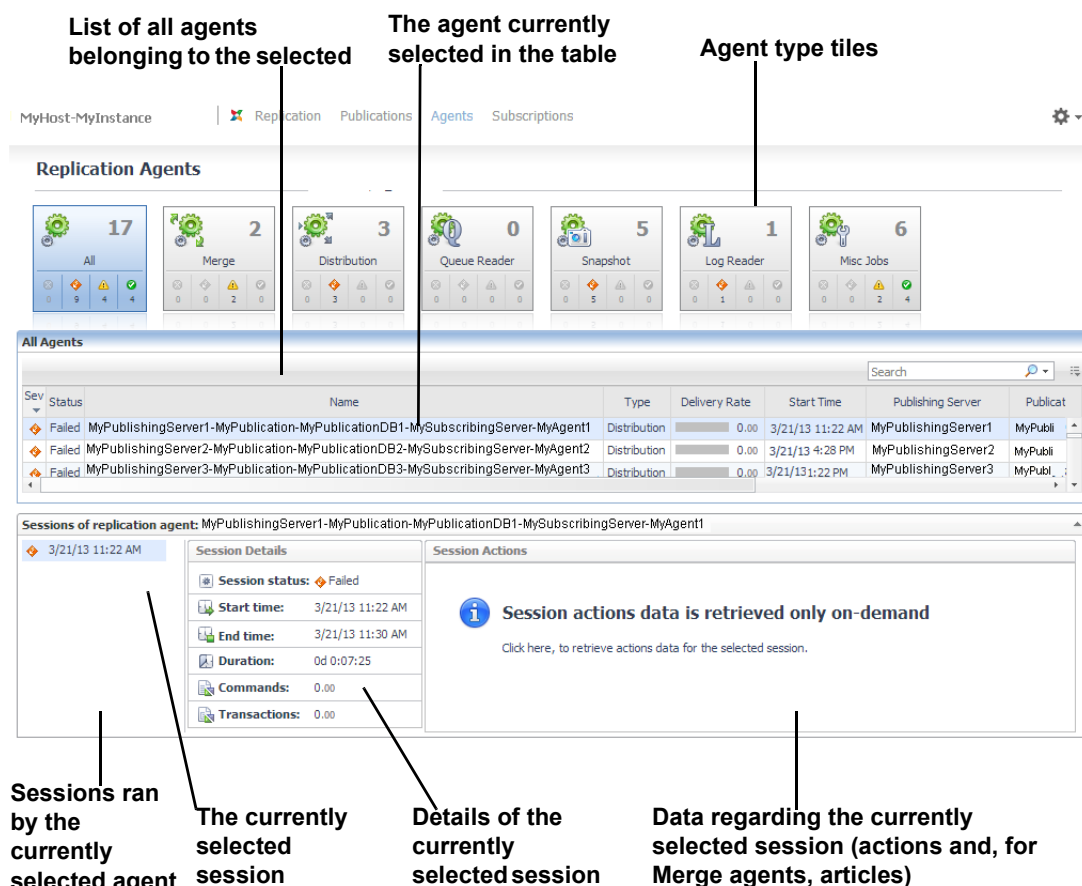 List of all agents
belonging to the selected
The agent currently
selected in the table
Agent type tiles
MyHost-MyInstance
Replication Publications Agents Subscriptions
Replication Agents
17 2 3 0 5 1 6
All Merge Distribution Queue Reader Snapshot Log Reader Misc Jobs
0 9 4 4 0 0 2 0 0 3 0 0 0 0 0 0 0 5 0 0 0 1 0 0 0 0 2 4
All Agents
Search
Sev Status Name Type Delivery Rate Start Time Publishing Server Publicat
Failed MyPublishingServer1-MyPublication-MyPublicationDB1-MySubscribingServer-MyAgent1 Distribution 0.00 3/21/13 11:22 AM MyPublishingServer1 MyPubli
Failed MyPublishingServer2-MyPublication-MyPublicationDB2-MySubscribingServer-MyAgent2 Distribution 0.00 3/21/13 4:28 PM MyPublishingServer2 MyPubli
Failed MyPublishingServer3-MyPublication-MyPublicationDB3-MySubscribingServer-MyAgent3 Distribution 0.00 3/21/131:22 PM MyPublishingServer3 MyPubl
Sessions of replication agent: MyPublishingServer1-MyPublication-MyPublicationDB1-MySubscribingServer-MyAgent1
3/21/13 11:22 AM
Session Details
Session status: Failed
Start time: 3/21/13 11:22 AM
End time: 3/21/13 11:30 AM
Duration: 0d 0:07:25
Commands: 0.00
Transactions: 0.00
Session Actions
Session actions data is retrieved only on-demand
Click here, to retrieve actions data for the selected session.
Sessions ran
by the
currently
selected agent
The currently
selected
session
Details of the
currently
selected session
Data regarding the currently
selected session (actions and, for
Merge agents, articles)